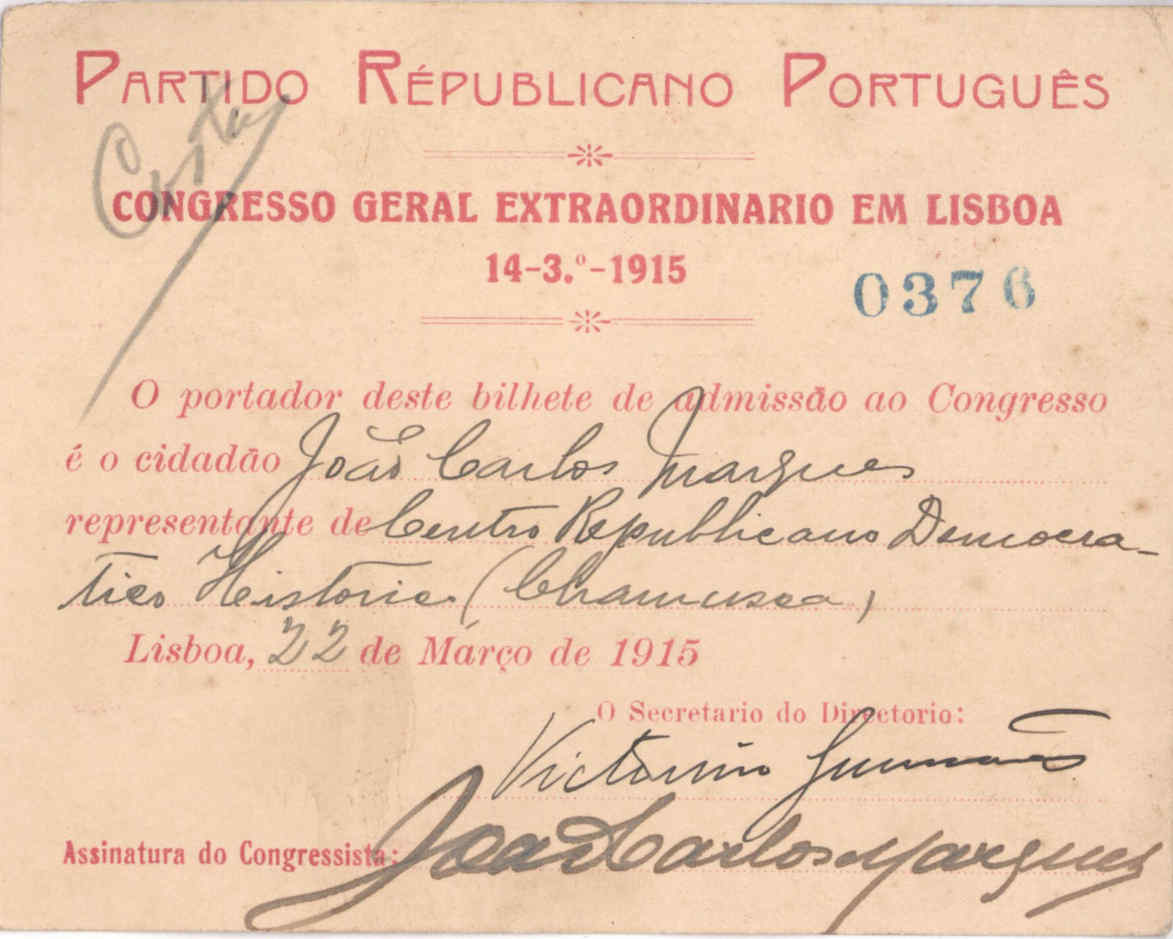 PARTIDO RÉPUBLICANO PORTUGUÊS
CONGRESSO GERAL EXTRAORDINARIO EM LISBOA
14-3.º-1915
0376
O portador deste bilhete de admissão ao Congresso
é o cidadão João Carlos Marques
representante de Centro Republicano Democra-
tico Historico (Chamusca)
Lisboa, 22 de Março de 1915
O Secretario do Directorio:
Victorino Guimarães
Assinatura do Congressista: João Carlos Marques